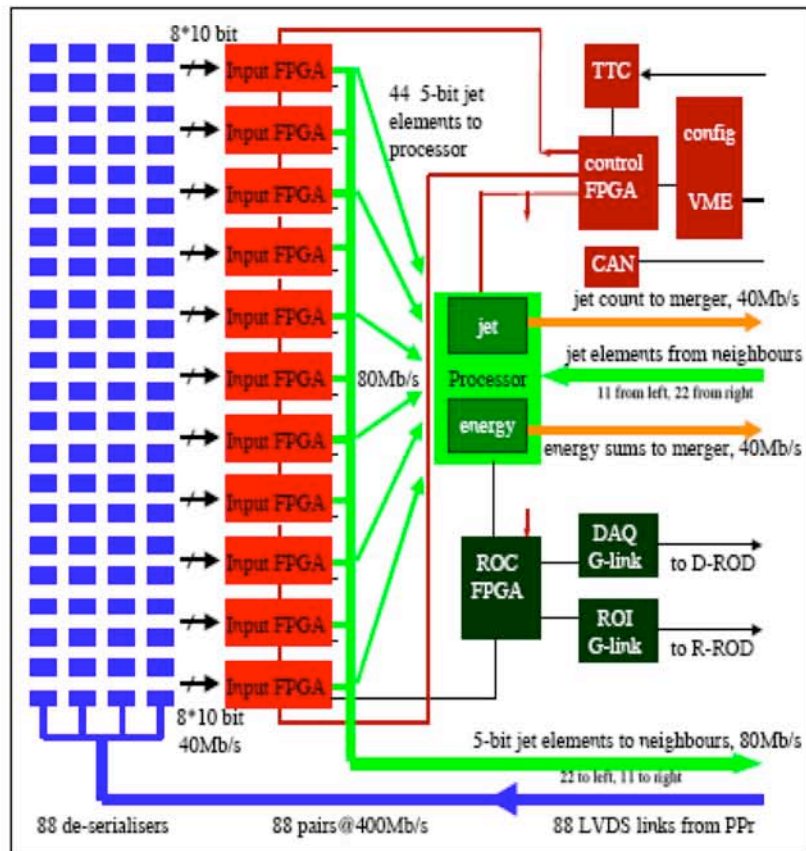 8*10 bit
Input FPGA
Input FPGA
Input FPGA
Input FPGA
Input FPGA
Input FPGA
Input FPGA
Input FPGA
Input FPGA
Input FPGA
Input FPGA
8*10 bit
40Mb/s
44 5-bit jet
elements to
processor
80Mb/s
TTC
control
FPGA
config
VME
CAN
jet
Processor
energy
jet count to merger, 40Mb/s
jet elements from neighbours
11 from left, 22 from right
energy sums to merger, 40Mb/s
ROC
FPGA
DAQ
G-link
to D-ROD
ROI
G-link
to R-ROD
5-bit jet elements to neighbours, 80Mb/s
22 to left, 11 to right
88 de-serialisers
88 pairs@400Mb/s
88 LVDS links from PPr